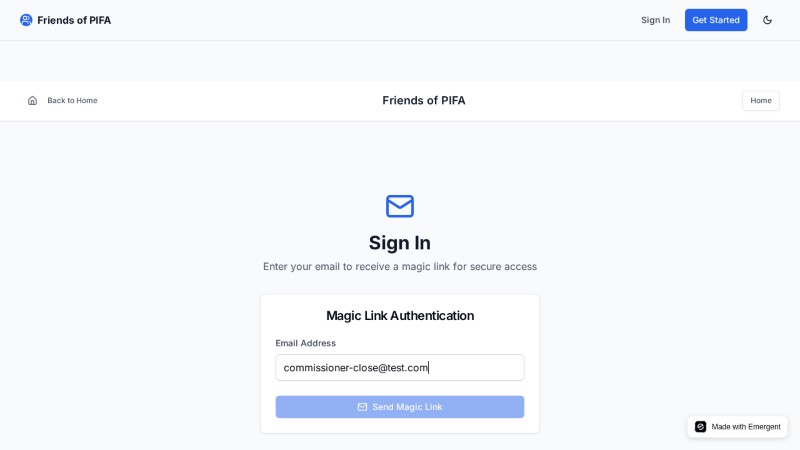 Friends of PIFA
Sign In
Get Started
Back to Home
Friends of PIFA
Home
Sign In
Enter your email to receive a magic link for secure access
Magic Link Authentication
Email Address
commissioner-close@test.com
Send Magic Link
Made with Emergent